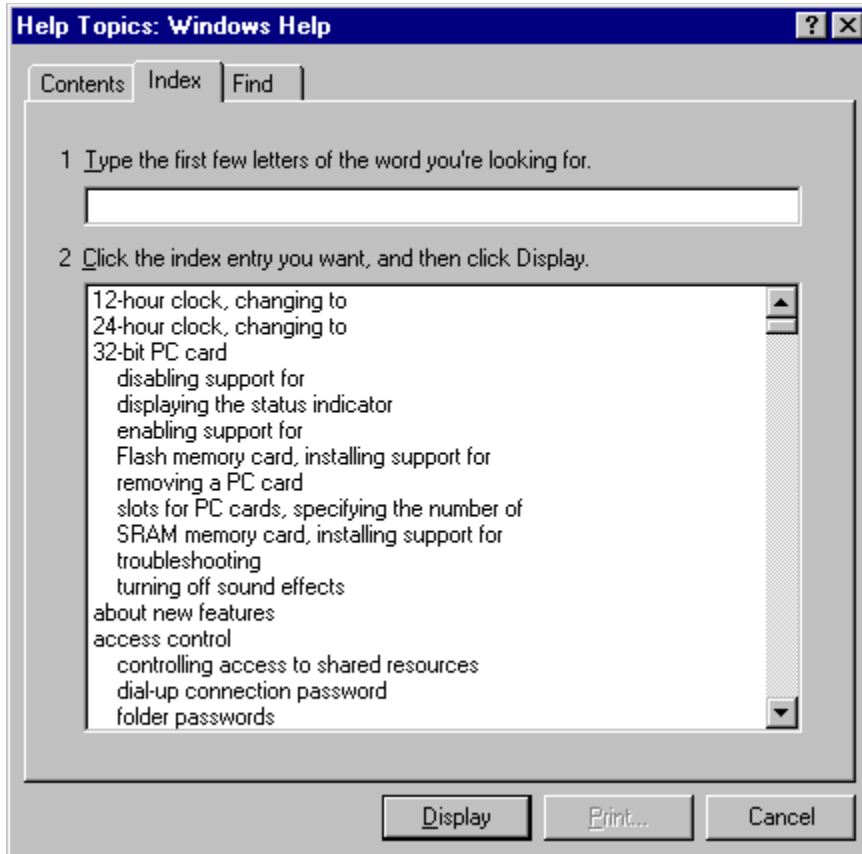 Help Topics: Windows Help
Contents Index Find
1 Type the first few letters of the word you're looking for.
2 Click the index entry you want, and then click Display.
12-hour clock, changing to
24-hour clock, changing to
32-bit PC card
disabling support for
displaying the status indicator
enabling support for
Flash memory card, installing support for
removing a PC card
slots for PC cards, specifying the number of
SRAM memory card, installing support for
troubleshooting
turning off sound effects
about new features
access control
controlling access to shared resources
dial-up connection password
folder passwords
Display Print... Cancel